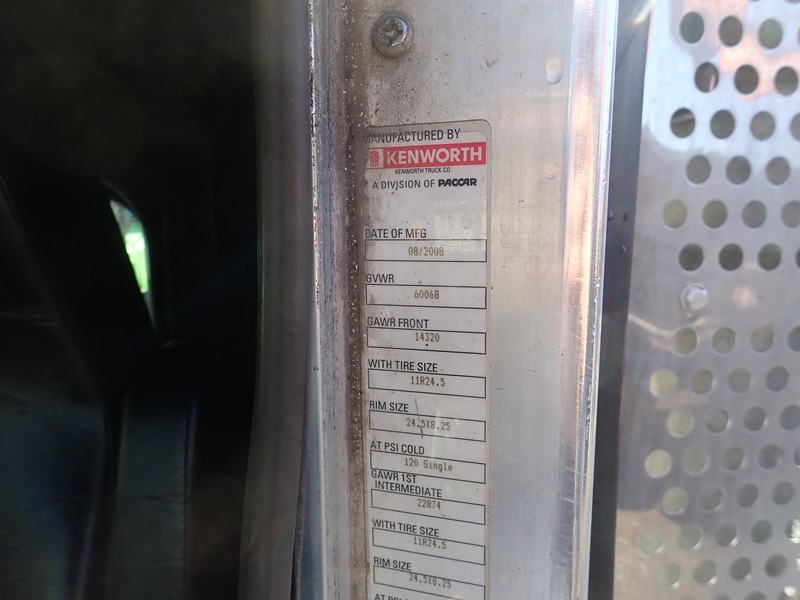 MANUFACTURED BY
KENWORTH
KENWORTH TRUCK CO.
A DIVISION OF PACCAR
DATE OF MFG
08/2008
GVWR
60068
GAWR FRONT
14320
WITH TIRE SIZE
11R24.5
RIM SIZE
24.5X8.25
AT PSI COLD
120 Single
GAWR 1ST
INTERMEDIATE
22874
WITH TIRE SIZE
11R24.5
RIM SIZE
24.5X8.25